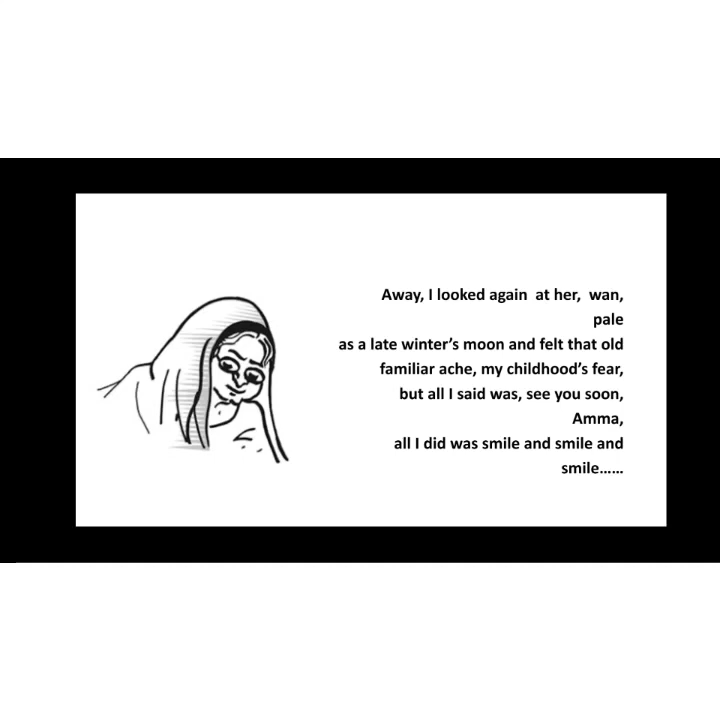 Away, I looked again  at her,  wan,
pale
as a late winter’s moon and felt that old
familiar ache, my childhood’s fear,
but all I said was, see you soon,
Amma,
all I did was smile and smile and
smile……